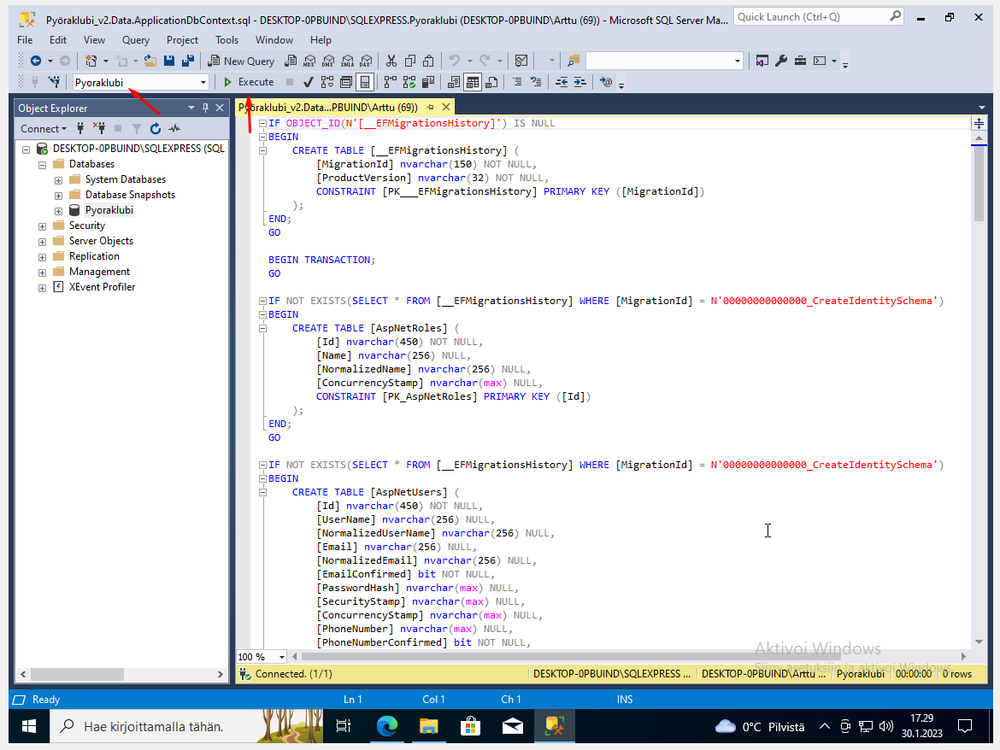 Pyöraklubi_v2.Data.ApplicationDbContext.sql - DESKTOP-0PBUIND\SQLEXPRESS.Pyoraklubi (DESKTOP-0PBUIND\Arttu (69)) - Microsoft SQL Server Ma...
Quick Launch (Ctrl+Q)
File Edit View Query Project Tools Window Help
New Query MDX DMX XMLA DAX
Pyoraklubi Execute
Object Explorer
Pyöraklubi_v2.Data...PBUIND\Arttu (69))
Connect
DESKTOP-0PBUIND\SQLEXPRESS (SQL
Databases
System Databases
Database Snapshots
Pyoraklubi
Security
Server Objects
Replication
Management
XEvent Profiler
IF OBJECT_ID(N'[__EFMigrationsHistory]') IS NULL
BEGIN
CREATE TABLE [__EFMigrationsHistory] (
[MigrationId] nvarchar(150) NOT NULL,
[ProductVersion] nvarchar(32) NOT NULL,
CONSTRAINT [PK___EFMigrationsHistory] PRIMARY KEY ([MigrationId])
);
END;
GO
BEGIN TRANSACTION;
GO
IF NOT EXISTS(SELECT * FROM [__EFMigrationsHistory] WHERE [MigrationId] = N'00000000000000_CreateIdentitySchema')
BEGIN
CREATE TABLE [AspNetRoles] (
[Id] nvarchar(450) NOT NULL,
[Name] nvarchar(256) NULL,
[NormalizedName] nvarchar(256) NULL,
[ConcurrencyStamp] nvarchar(max) NULL,
CONSTRAINT [PK_AspNetRoles] PRIMARY KEY ([Id])
);
END;
GO
IF NOT EXISTS(SELECT * FROM [__EFMigrationsHistory] WHERE [MigrationId] = N'00000000000000_CreateIdentitySchema')
BEGIN
CREATE TABLE [AspNetUsers] (
[Id] nvarchar(450) NOT NULL,
[UserName] nvarchar(256) NULL,
[NormalizedUserName] nvarchar(256) NULL,
[Email] nvarchar(256) NULL,
[NormalizedEmail] nvarchar(256) NULL,
[EmailConfirmed] bit NOT NULL,
[PasswordHash] nvarchar(max) NULL,
[SecurityStamp] nvarchar(max) NULL,
[ConcurrencyStamp] nvarchar(max) NULL,
[PhoneNumber] nvarchar(max) NULL,
[PhoneNumberConfirmed] bit NOT NULL,
Aktivoi Windows
Siirry asetuksiin ja aktivoi Windows.
100 %
Connected. (1/1) DESKTOP-0PBUIND\SQLEXPRESS ... DESKTOP-0PBUIND\Arttu ... Pyoraklubi 00:00:00 0 rows
Ready Ln 1 Col 1 Ch 1 INS
Hae kirjoittamalla tähän.
0°C Pilvistä
17.29
30.1.2023